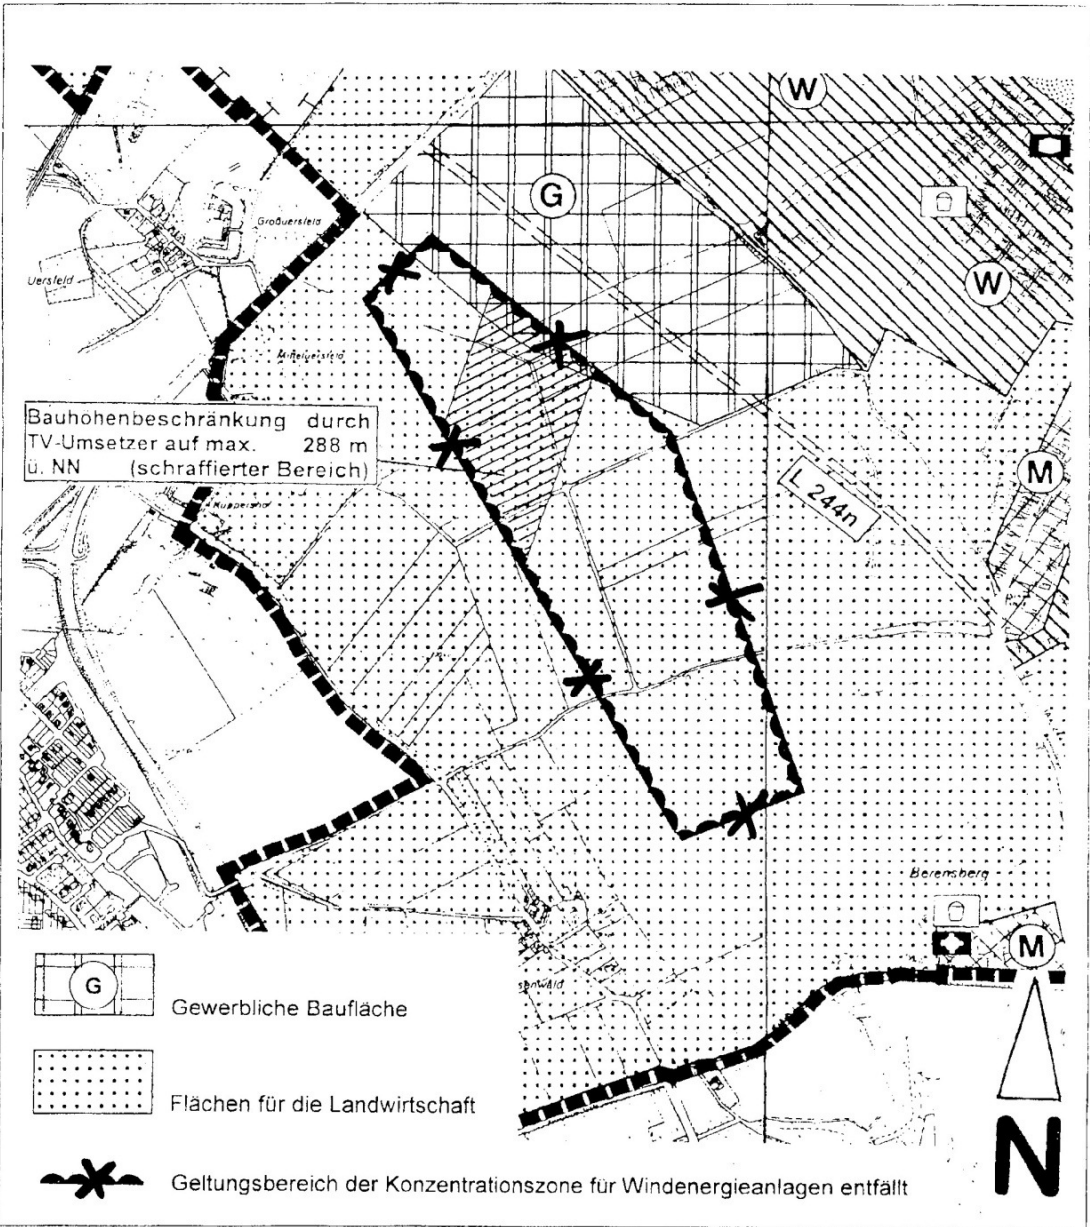 W
G
Großuersfeld
Uersfeld
W
Mitteluersfeld
Bauhöhenbeschränkung durch
TV-Umsetzer auf max. 288 m
ü. NN (schraffierter Bereich)
M
L 244n
Berensberg
M
G
Gewerbliche Baufläche
Flächen für die Landwirtschaft
Geltungsbereich der Konzentrationszone für Windenergieanlagen entfällt
N